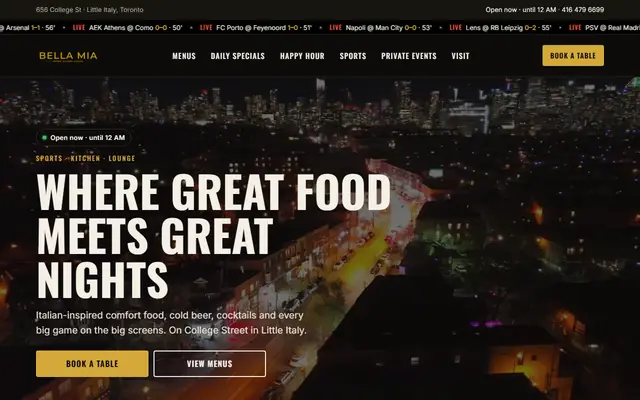 656 College St · Little Italy, Toronto
Open now · until 12 AM · 416 479 6699
Arsenal 1–1 · 56' • LIVE AEK Athens @ Como 0–0 · 50' • LIVE FC Porto @ Feyenoord 1–0 · 51' • LIVE Napoli @ Man City 0–0 · 53' • LIVE Lens @ RB Leipzig 0–2 · 55' • LIVE PSV @ Real Madri
BELLA MIA
MENUS DAILY SPECIALS HAPPY HOUR SPORTS PRIVATE EVENTS VISIT
BOOK A TABLE
Open now · until 12 AM
SPORTS · KITCHEN · LOUNGE
WHERE GREAT FOOD
MEETS GREAT
NIGHTS
Italian-inspired comfort food, cold beer, cocktails and every
big game on the big screens. On College Street in Little Italy.
BOOK A TABLE
VIEW MENUS